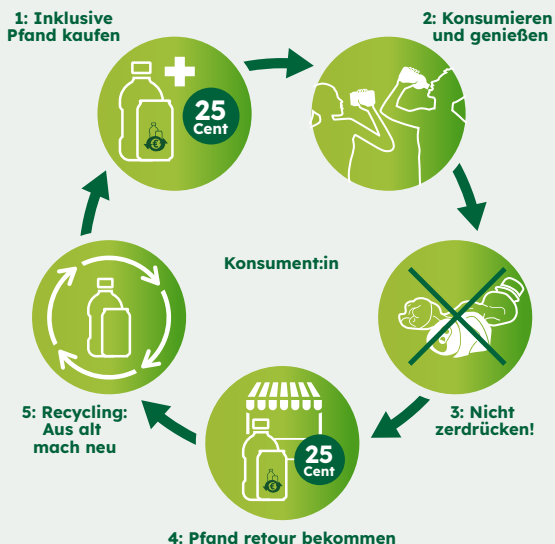 1: Inklusive
Pfand kaufen
25
Cent
2: Konsumieren
und genießen
Konsument:in
3: Nicht
zerdrücken!
25
Cent
4: Pfand retour bekommen
5: Recycling:
Aus alt
mach neu